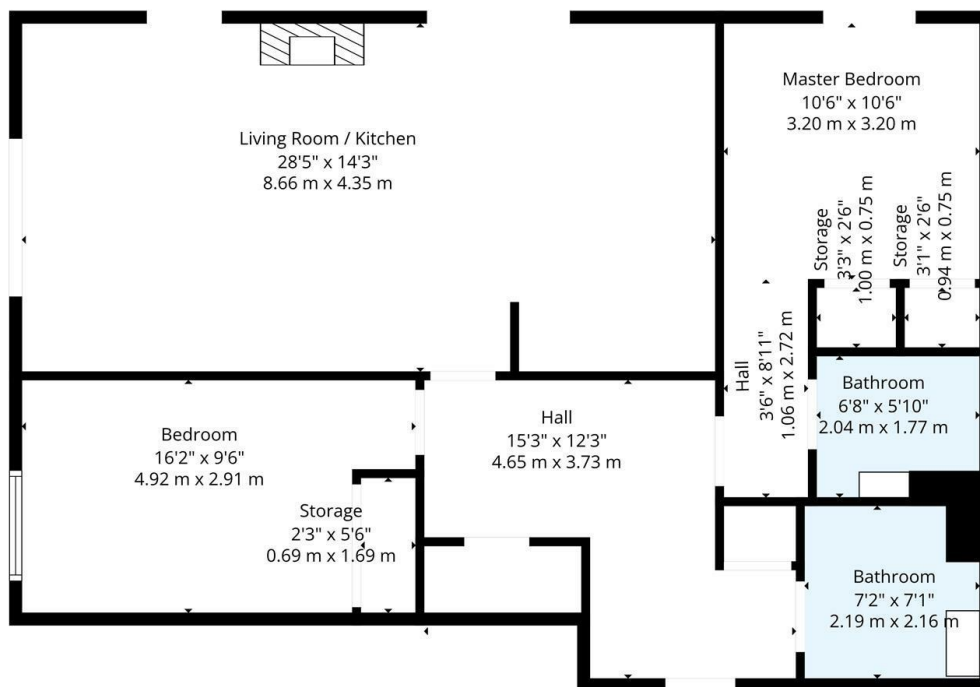 Living Room / Kitchen
28'5" x 14'3"
8.66 m x 4.35 m
Master Bedroom
10'6" x 10'6"
3.20 m x 3.20 m
Storage
3'3" x 2'6"
1.00 m x 0.75 m
Storage
3'1" x 2'6"
0.94 m x 0.75 m
Hall
3'6" x 8'11"
1.06 m x 2.72 m
Bathroom
6'8" x 5'10"
2.04 m x 1.77 m
Bedroom
16'2" x 9'6"
4.92 m x 2.91 m
Hall
15'3" x 12'3"
4.65 m x 3.73 m
Storage
2'3" x 5'6"
0.69 m x 1.69 m
Bathroom
7'2" x 7'1"
2.19 m x 2.16 m